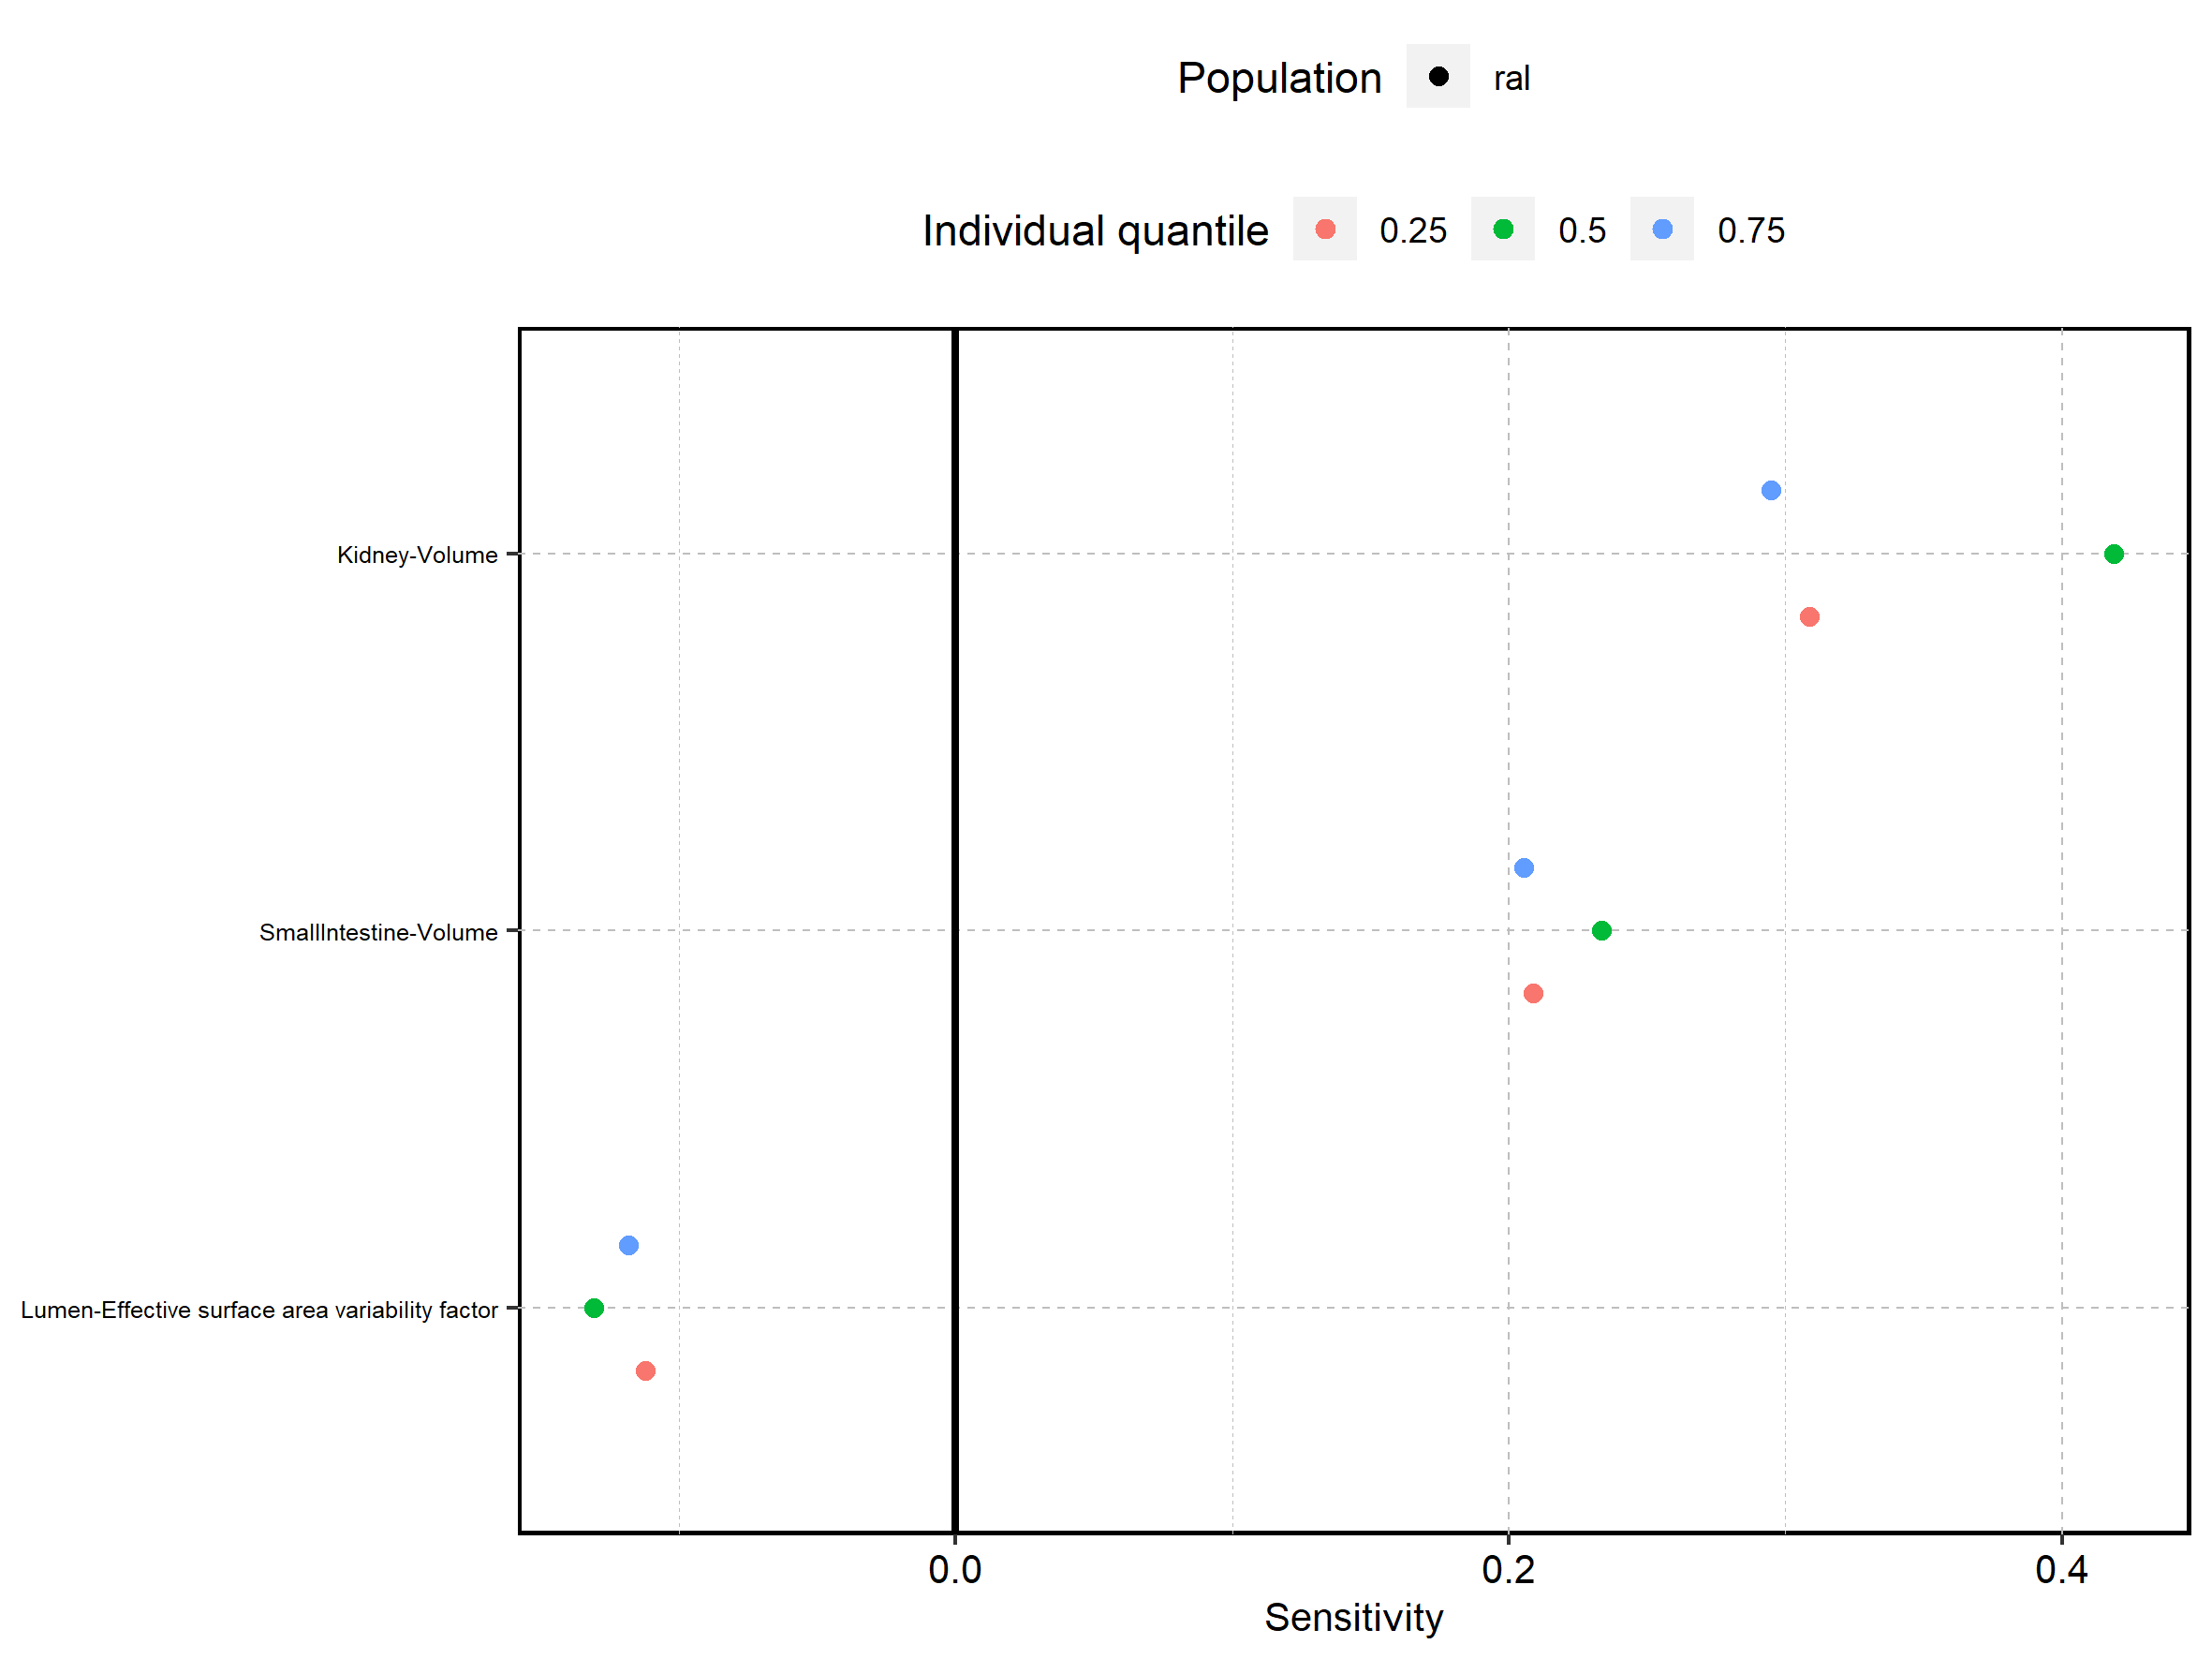 Population ral
Individual quantile 0.25 0.5 0.75
Kidney-Volume
SmallIntestine-Volume
Lumen-Effective surface area variability factor
0.0 0.2 0.4
Sensitivity